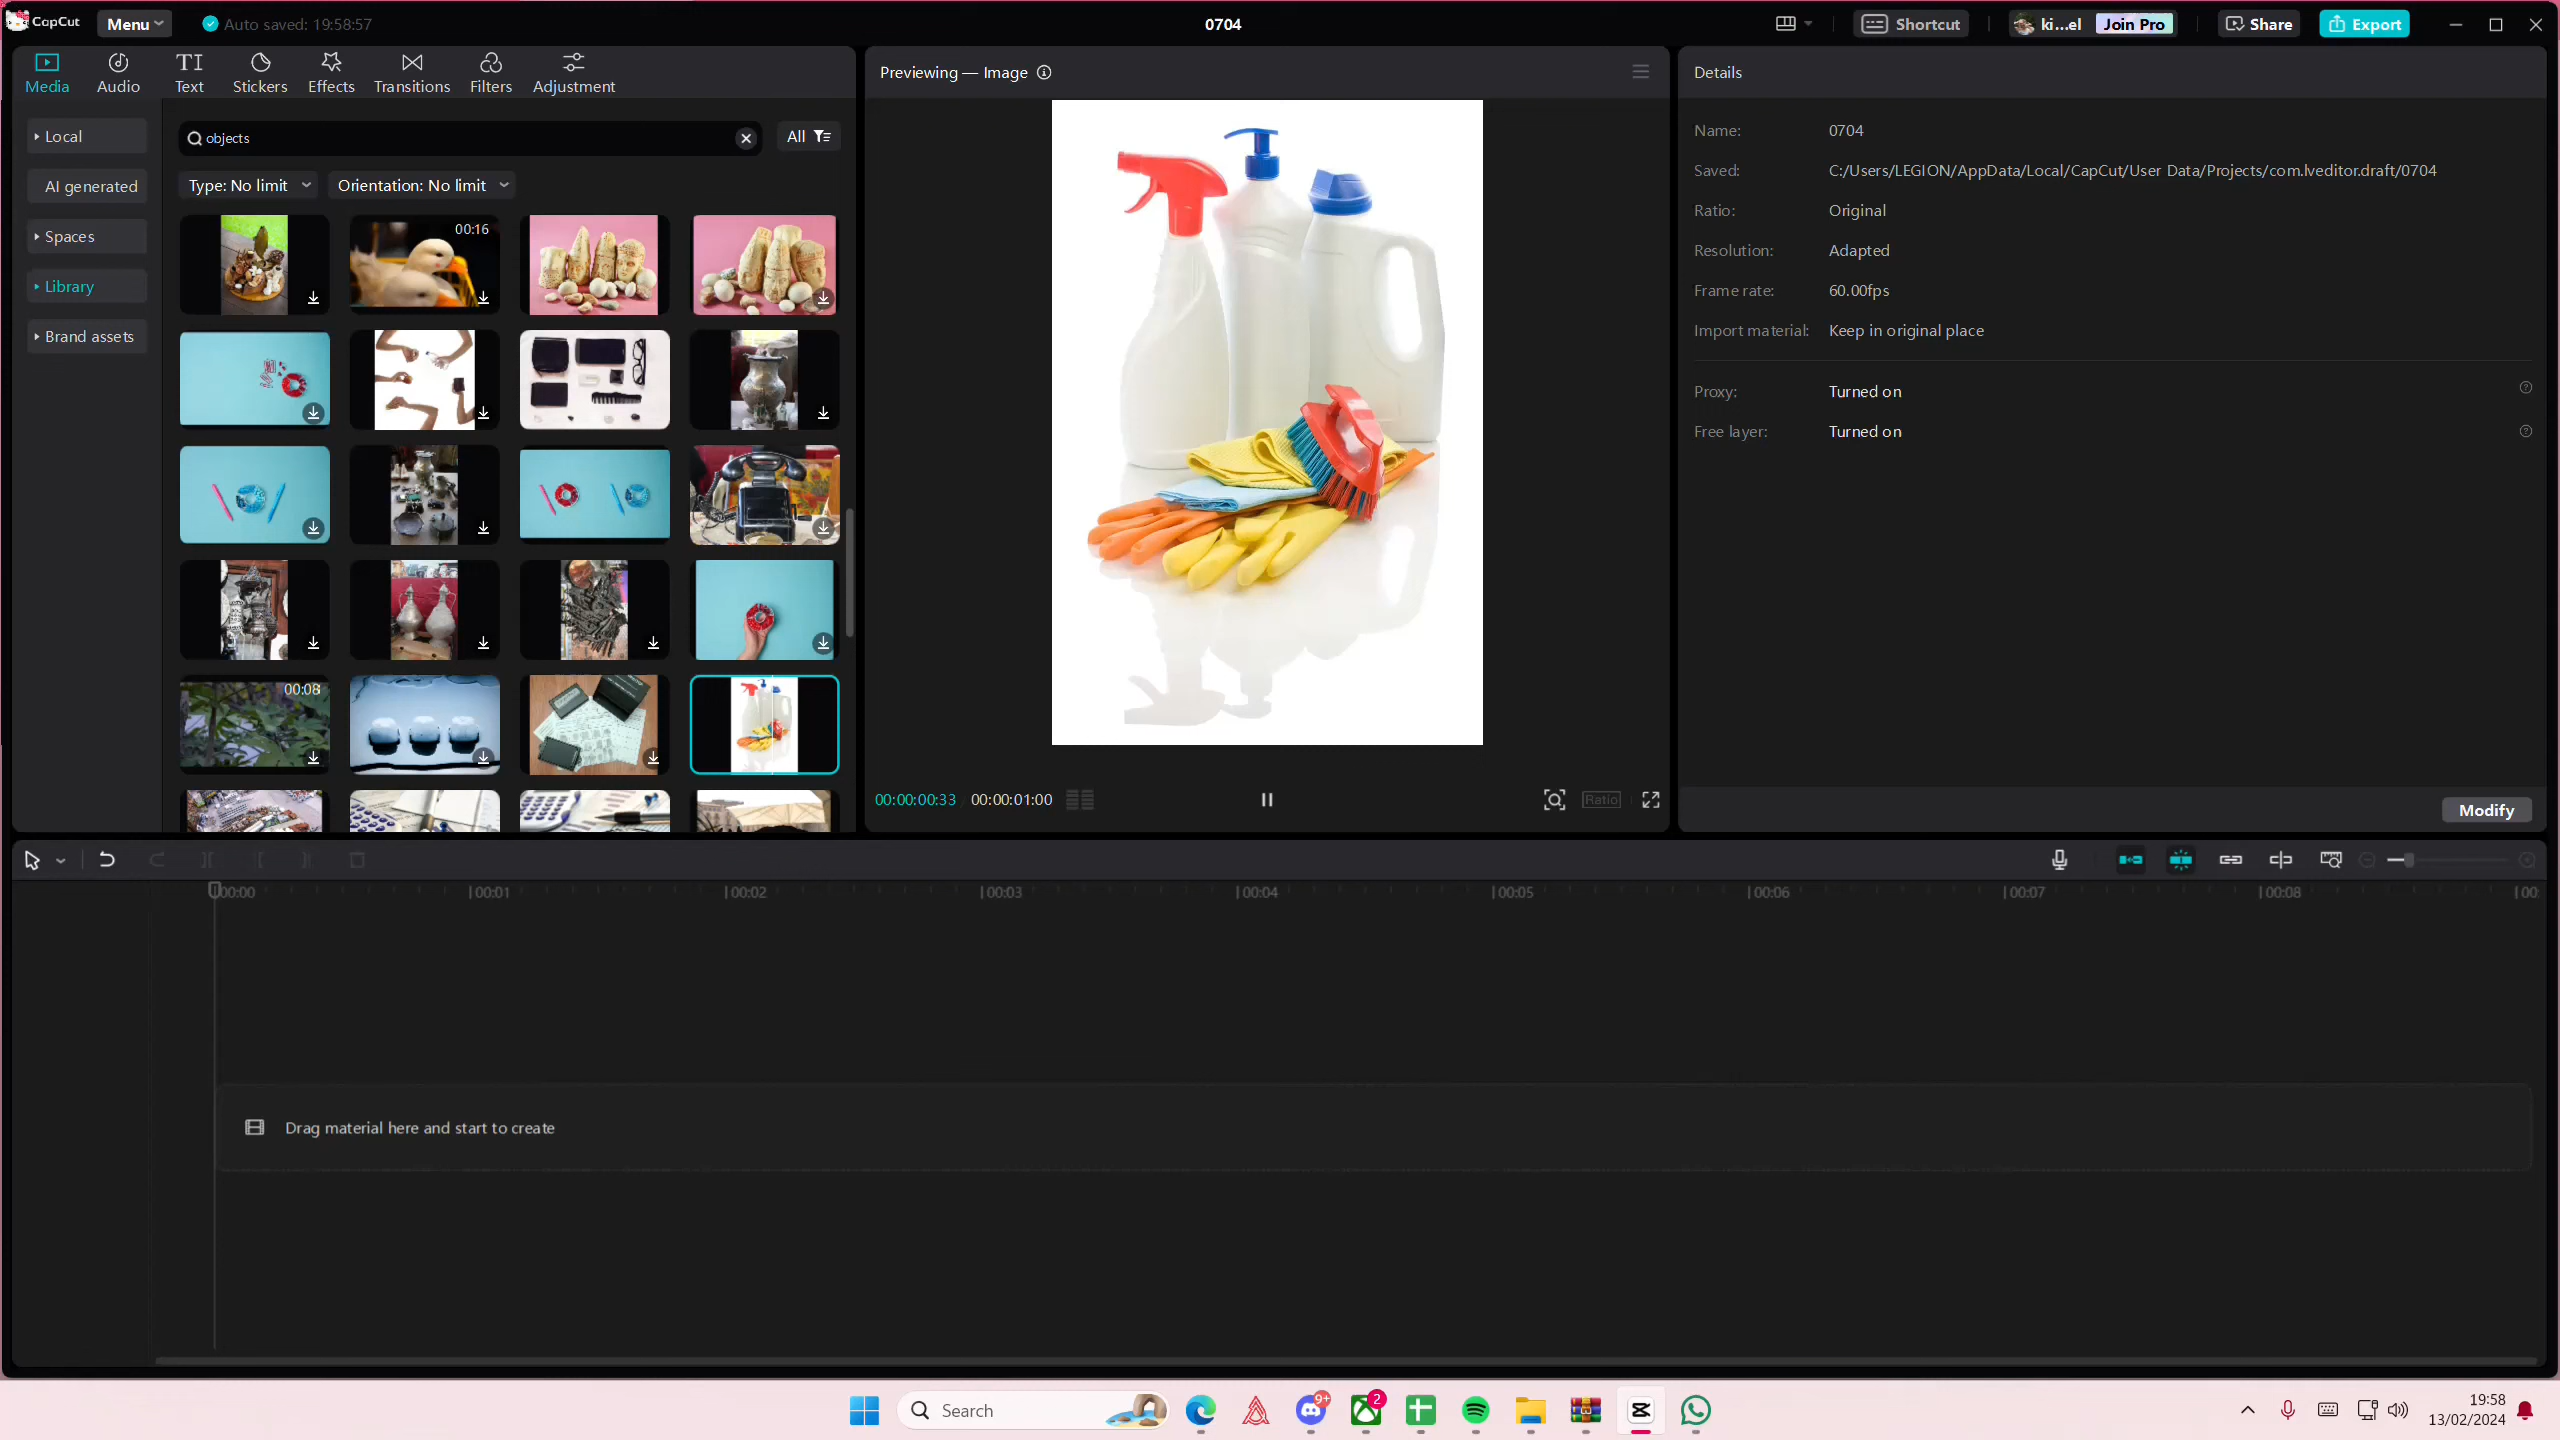 CapCut
Menu
Auto saved: 19:58:57
0704
Shortcut
ki...el
Join Pro
Share
Export
Media
Audio
Text
Stickers
Effects
Transitions
Filters
Adjustment
Local
AI generated
Spaces
Library
Brand assets
objects
All
Type: No limit
Orientation: No limit
00:16
00:08
Previewing — Image
00:00:00:33
00:00:01:00
Ratio
Details
Name: 0704
Saved: C:/Users/LEGION/AppData/Local/CapCut/User Data/Projects/com.lveditor.draft/0704
Ratio: Original
Resolution: Adapted
Frame rate: 60.00fps
Import material: Keep in original place
Proxy: Turned on
Free layer: Turned on
Modify
00:00
00:01
00:02
00:03
00:04
00:05
00:06
00:07
00:08
00:
Drag material here and start to create
Search
9+
2
19:58
13/02/2024